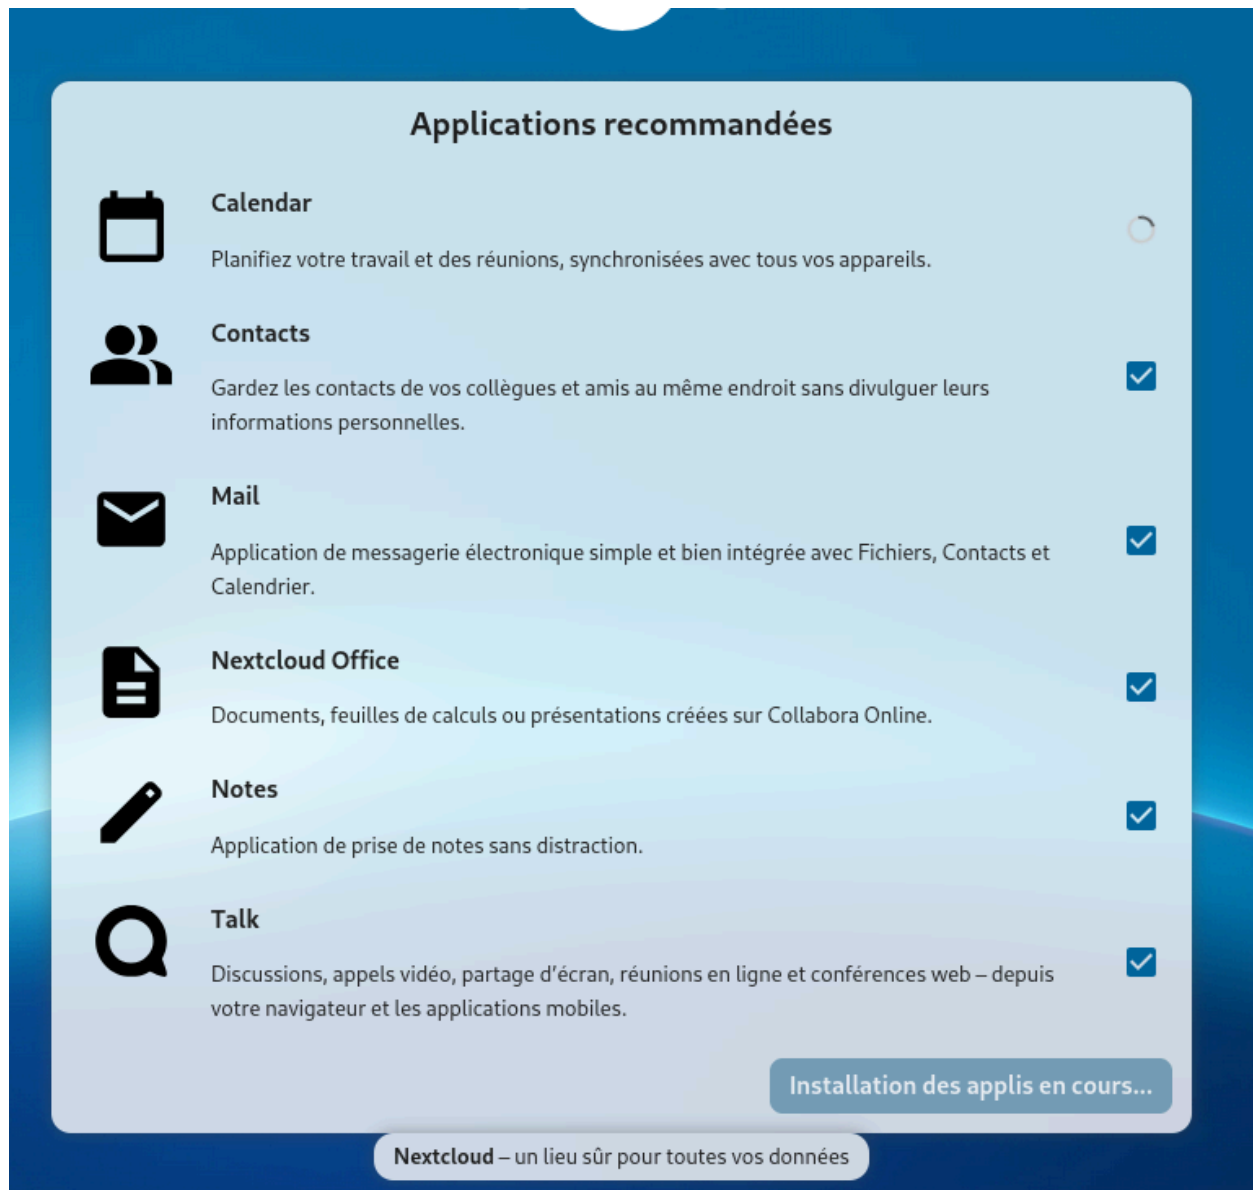 Applications recommandées
Calendar
Planifiez votre travail et des réunions, synchronisées avec tous vos appareils.
Contacts
Gardez les contacts de vos collègues et amis au même endroit sans divulguer leurs
informations personnelles.
Mail
Application de messagerie électronique simple et bien intégrée avec Fichiers, Contacts et
Calendrier.
Nextcloud Office
Documents, feuilles de calculs ou présentations créées sur Collabora Online.
Notes
Application de prise de notes sans distraction.
Talk
Discussions, appels vidéo, partage d’écran, réunions en ligne et conférences web – depuis
votre navigateur et les applications mobiles.
Installation des applis en cours...
Nextcloud – un lieu sûr pour toutes vos données